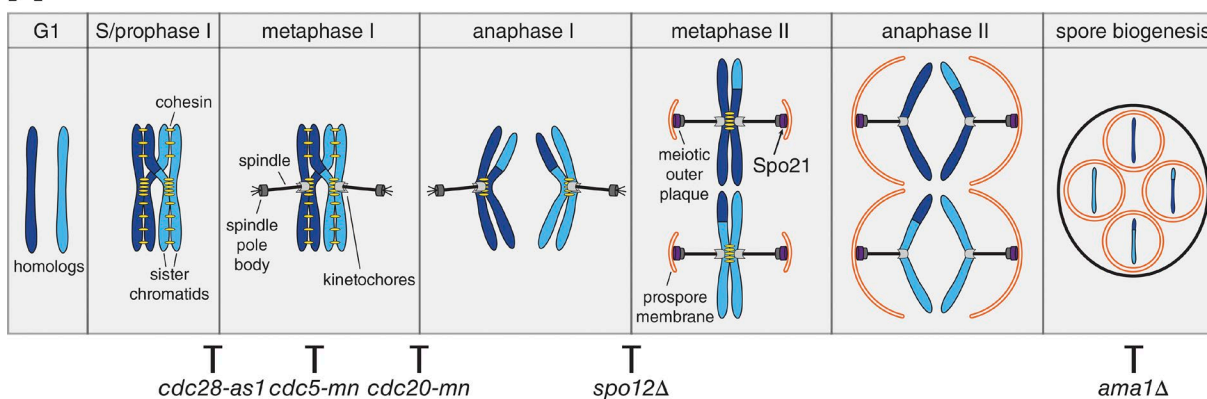 G1
S/prophase I
metaphase I
anaphase I
metaphase II
anaphase II
spore biogenesis
homologs
cohesin
sister
chromatids
spindle
spindle
pole
body
kinetochores
meiotic
outer
plaque
Spo21
prospore
membrane
cdc28-as1
cdc5-mn
cdc20-mn
spo12Δ
ama1Δ